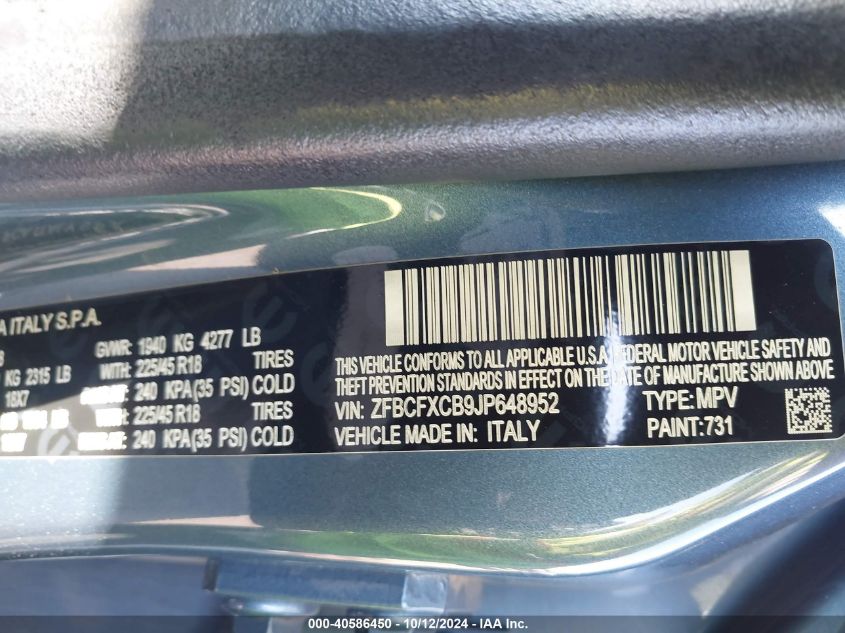 A ITALY S.P.A.
GVWR: 1940 KG 4277 LB
KG 2315 LB WITH: 225/45 R18 TIRES
18X7 240 KPA(35 PSI) COLD
225/45 R18 TIRES
240 KPA(35 PSI) COLD
THIS VEHICLE CONFORMS TO ALL APPLICABLE U.S.A. FEDERAL MOTOR VEHICLE SAFETY AND
THEFT PREVENTION STANDARDS IN EFFECT ON THE DATE OF MANUFACTURE SHOWN ABOVE
VIN: ZFBCFXCB9JP648952 TYPE: MPV
VEHICLE MADE IN: ITALY PAINT: 731
000-40586450 - 10/12/2024 - IAA Inc.